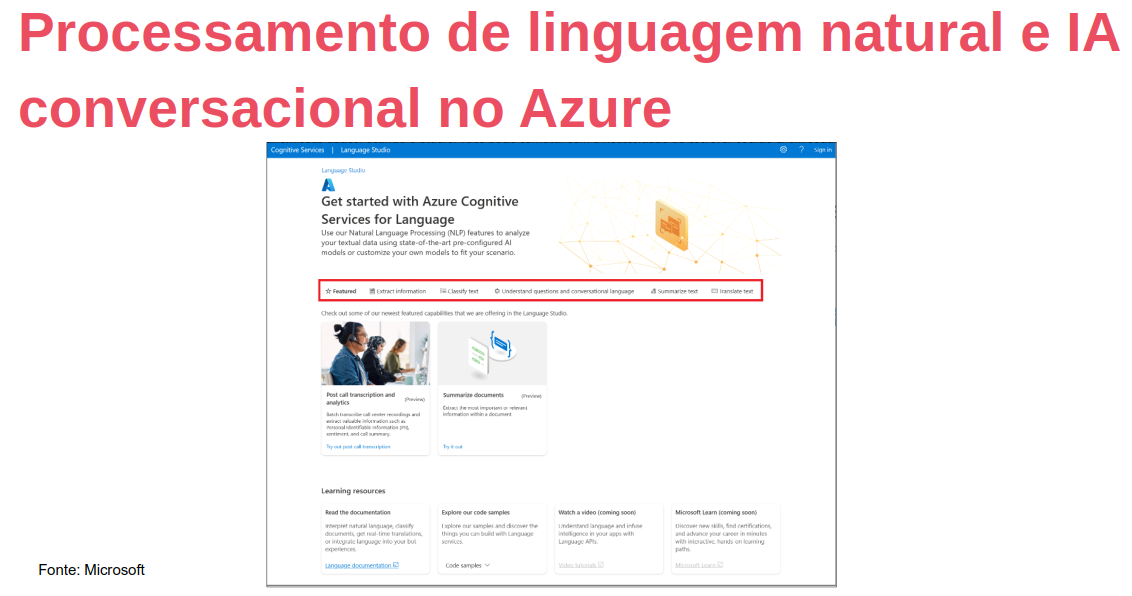 Processamento de linguagem natural e IA
conversacional no Azure
Cognitive Services | Language Studio
? Sign in
Language Studio
Get started with Azure Cognitive
Services for Language
Use our Natural Language Processing (NLP) features to analyze
your textual data using state-of-the-art pre-configured AI
models or customize your own models to fit your scenario.
Featured Extract information Classify text Understand questions and conversational language Summarize text Translate text
Check out some of our newest featured capabilities that we are offering in the Language Studio.
Post call transcription and
analytics
(Preview)
Batch transcribe call center recordings and
extract valuable information such as
Personal Identifiable Information (PII),
sentiment, and call summary.
Try out post call transcription
Summarize documents (Preview)
Extract the most important or relevant
information within a document
Try it out
Learning resources
Read the documentation
Interpret natural language, classify
documents, get real-time translations,
or integrate language into your bot
experiences.
Language documentation
Explore our code samples
Explore our samples and discover the
things you can build with Language
services.
Code samples
Watch a video (coming soon)
Understand language and infuse
intelligence in your apps with
Language APIs.
Video tutorials
Microsoft Learn (coming soon)
Discover new skills, find certifications,
and advance your career in minutes
with interactive, hands-on learning
paths.
Microsoft Learn
Fonte: Microsoft